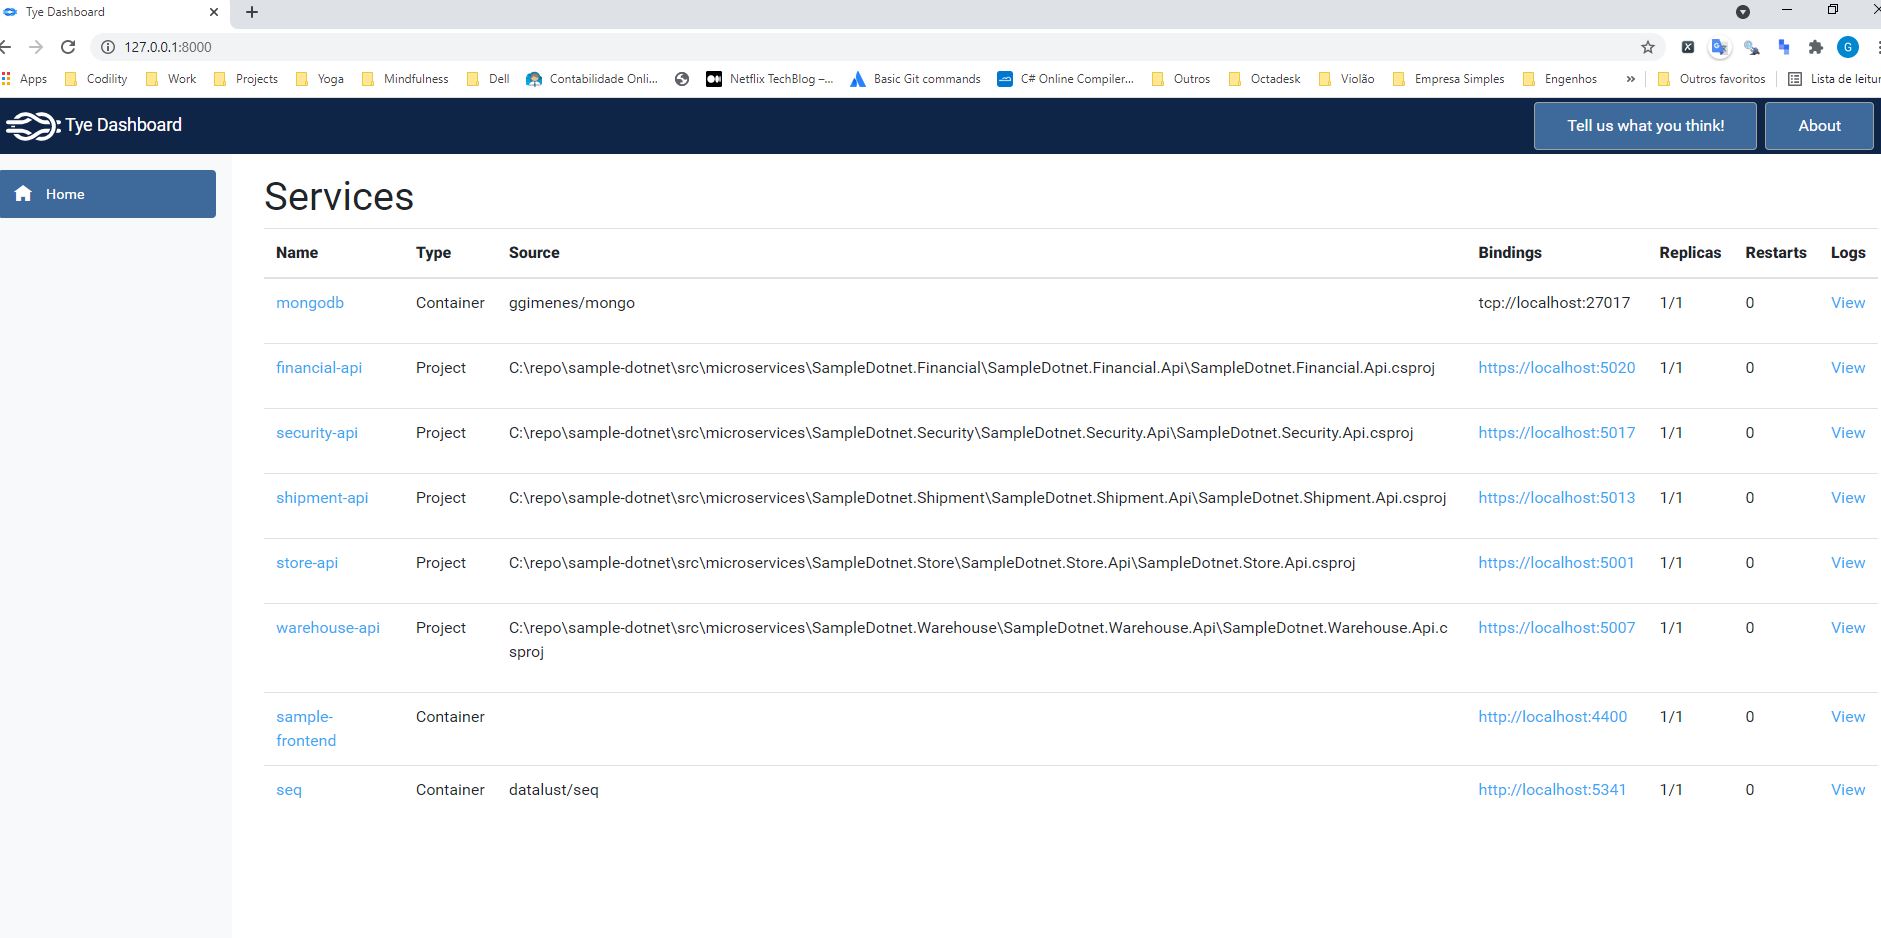 Tye Dashboard
127.0.0.1:8000
G
Apps Codility Work Projects Yoga Mindfulness Dell Contabilidade Onli... Netflix TechBlog –... Basic Git commands C# Online Compiler... Outros Octadesk Violão Empresa Simples Engenhos » Outros favoritos Lista de leitur
Tye Dashboard Tell us what you think! About
Home
Services
Name Type Source Bindings Replicas Restarts Logs
mongodb Container ggimenes/mongo tcp://localhost:27017 1/1 0 View
financial-api Project C:\repo\sample-dotnet\src\microservices\SampleDotnet.Financial\SampleDotnet.Financial.Api\SampleDotnet.Financial.Api.csproj https://localhost:5020 1/1 0 View
security-api Project C:\repo\sample-dotnet\src\microservices\SampleDotnet.Security\SampleDotnet.Security.Api\SampleDotnet.Security.Api.csproj https://localhost:5017 1/1 0 View
shipment-api Project C:\repo\sample-dotnet\src\microservices\SampleDotnet.Shipment\SampleDotnet.Shipment.Api\SampleDotnet.Shipment.Api.csproj https://localhost:5013 1/1 0 View
store-api Project C:\repo\sample-dotnet\src\microservices\SampleDotnet.Store\SampleDotnet.Store.Api\SampleDotnet.Store.Api.csproj https://localhost:5001 1/1 0 View
warehouse-api Project C:\repo\sample-dotnet\src\microservices\SampleDotnet.Warehouse\SampleDotnet.Warehouse.Api\SampleDotnet.Warehouse.Api.c https://localhost:5007 1/1 0 View
sproj
sample- Container http://localhost:4400 1/1 0 View
frontend
seq Container datalust/seq http://localhost:5341 1/1 0 View